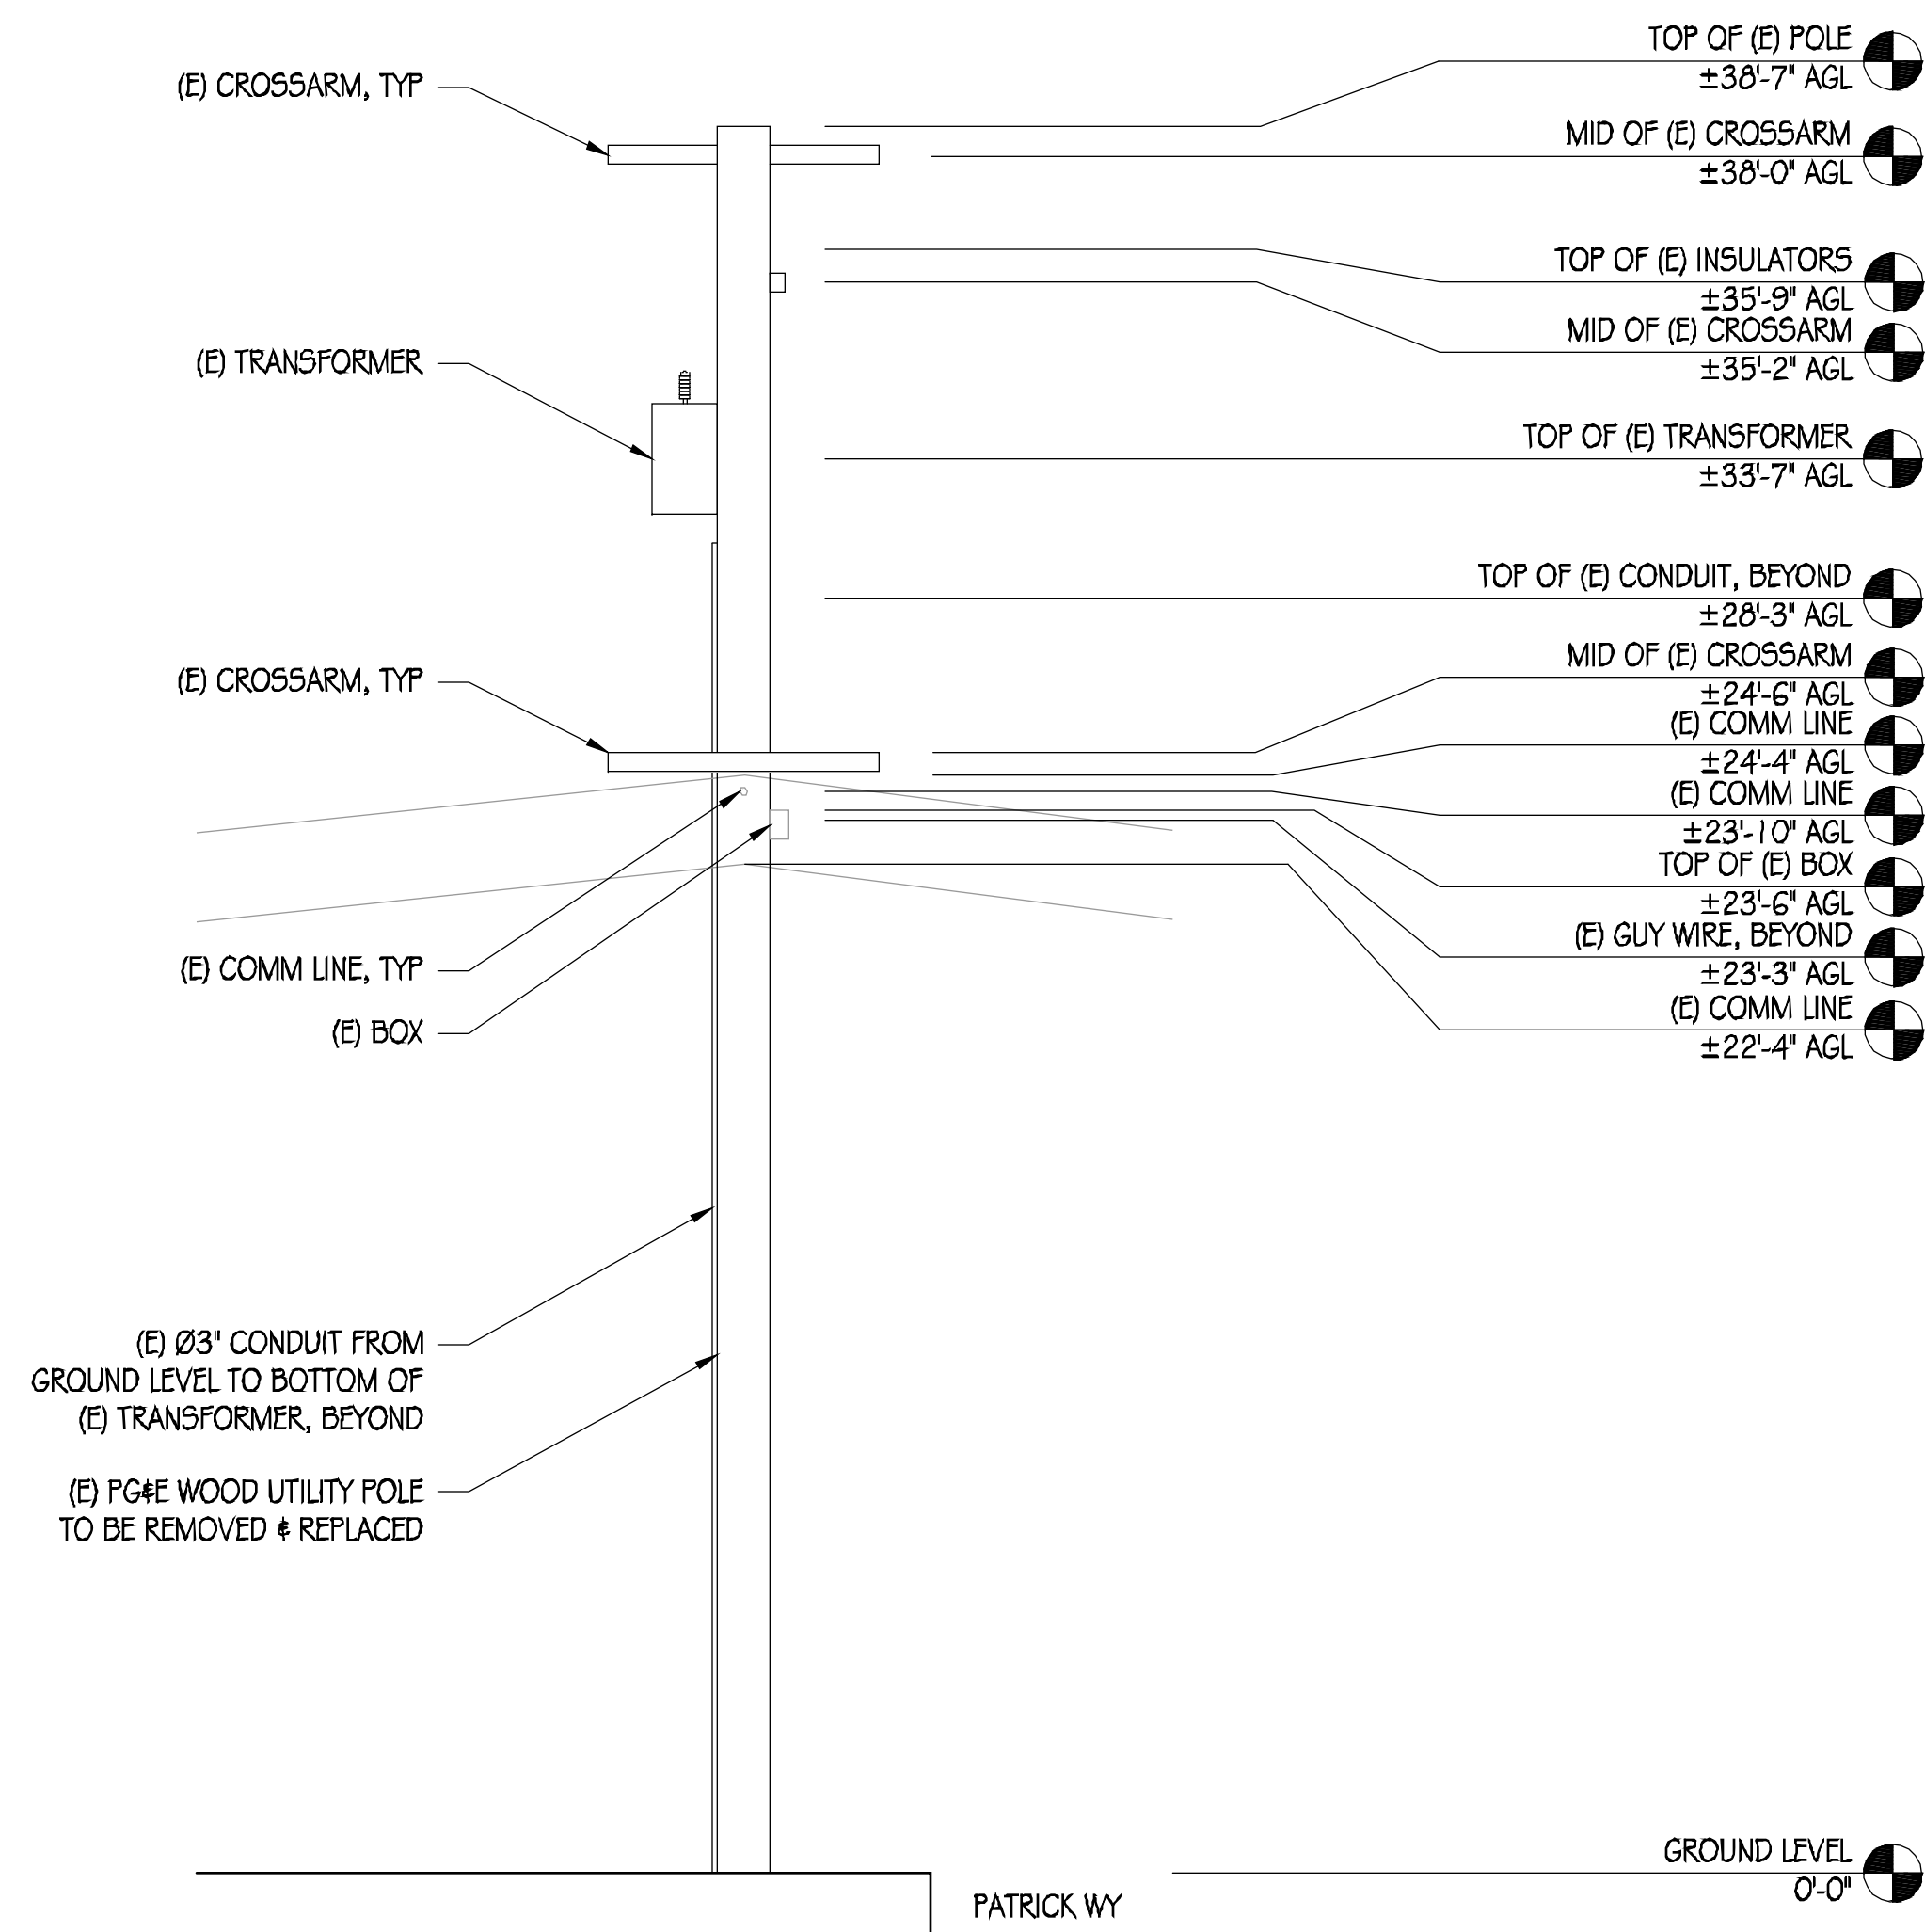 (E) CROSSARM, TYP
(E) TRANSFORMER
(E) CROSSARM, TYP
(E) COMM LINE, TYP
(E) BOX
(E) Ø3" CONDUIT FROM
GROUND LEVEL TO BOTTOM OF
(E) TRANSFORMER, BEYOND
(E) PG&E WOOD UTILITY POLE
TO BE REMOVED & REPLACED
TOP OF (E) POLE
±38'-7" AGL
MID OF (E) CROSSARM
±38'-0" AGL
TOP OF (E) INSULATORS
±35'-9" AGL
MID OF (E) CROSSARM
±35'-2" AGL
TOP OF (E) TRANSFORMER
±33'-7" AGL
TOP OF (E) CONDUIT, BEYOND
±28'-3" AGL
MID OF (E) CROSSARM
±24'-6" AGL
(E) COMM LINE
±24'-4" AGL
(E) COMM LINE
±23'-10" AGL
TOP OF (E) BOX
±23'-6" AGL
(E) GUY WIRE, BEYOND
±23'-3" AGL
(E) COMM LINE
±22'-4" AGL
GROUND LEVEL
0'-0"
PATRICK WY